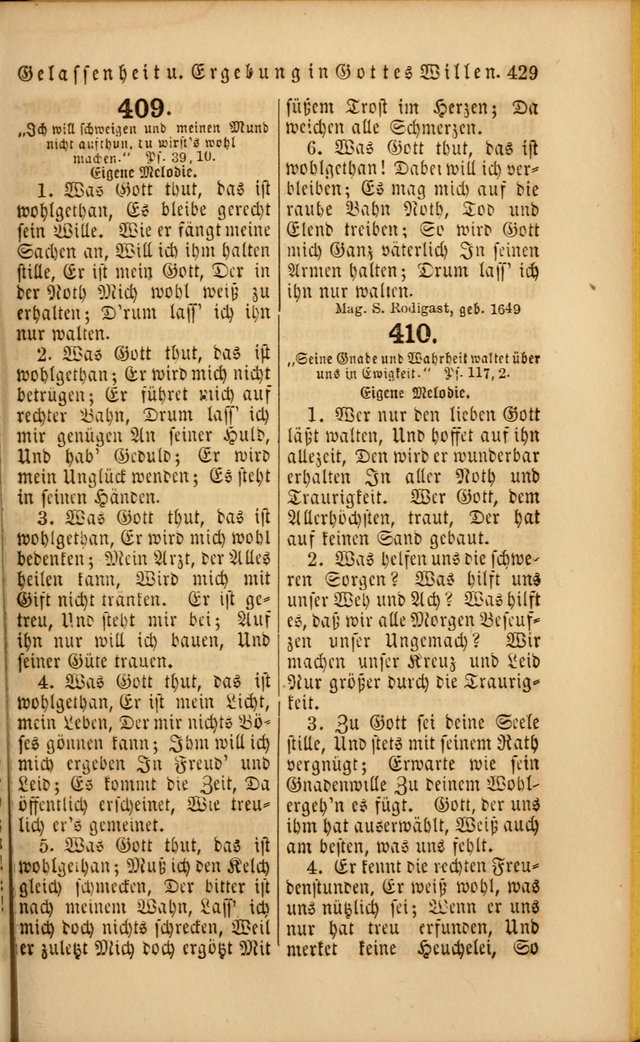 Gelassenheit u. Ergebung in Gottes Willen. 429
409.
„Ich will schweigen und meinen Mund
nicht aufthun, du wirst's wohl
machen.“ Ps. 39, 10.
Eigene Melodie.
1. Was Gott thut, das ist
wohlgethan, Es bleibe gerecht
sein Wille. Wie er fängt meine
Sachen an, Will ich ihm halten
stille, Er ist mein Gott, Der in
der Noth Mich wohl weiß zu
erhalten; D'rum lass' ich ihn
nur walten.
2. Was Gott thut, das ist
wohlgethan; Er wird mich nicht
betrügen; Er führet mich auf
rechter Bahn, Drum lass' ich
mir genügen An seiner Huld,
Und hab' Geduld; Er wird
mein Unglück wenden; Es steht
in seinen Händen.
3. Was Gott thut, das ist
wohlgethan, Er wird mich wohl
bedenken; Mein Arzt, der Alles
heilen kann, Wird mich mit
Gift nicht tränken. Er ist ge-
treu, Und steht mir bei; Auf
ihn nur will ich bauen, Und
seiner Güte trauen.
4. Was Gott thut, das ist
wohlgethan, Er ist mein Licht,
mein Leben, Der mir nichts Bö-
ses gönnen kann; Ihm will ich
mich ergeben In Freud' und
Leid; Es kommt die Zeit, Da
öffentlich erscheinet, Wie treu-
lich er's gemeinet.
5. Was Gott thut, das ist
wohlgethan; Muß ich den Kelch
gleich schmecken, Der bitter ist
nach meinem Wahn, Lass' ich
mich doch nichts schrecken, Weil
er zuletzt Mich doch ergötzt Mit
süßem Trost im Herzen; Da
weichen alle Schmerzen.
6. Was Gott thut, das ist
wohlgethan! Dabei will ich ver-
bleiben; Es mag mich auf die
rauhe Bahn Noth, Tod und
Elend treiben; So wird Gott
mich Ganz väterlich In seinen
Armen halten; Drum lass' ich
ihn nur walten.
Mag. S. Rodigast, geb. 1649
410.
„Seine Gnade und Wahrheit waltet über
uns in Ewigkeit.“ Ps. 117, 2.
Eigene Melodie.
1. Wer nur den lieben Gott
läßt walten, Und hoffet auf ihn
allezeit, Den wird er wunderbar
erhalten In aller Noth und
Traurigkeit. Wer Gott, dem
Allerhöchsten, traut, Der hat
auf keinen Sand gebaut.
2. Was helfen uns die schwe-
ren Sorgen? Was hilft uns
unser Weh und Ach? Was hilft
es, daß wir alle Morgen Beseuf-
zen unser Ungemach? Wir
machen unser Kreuz und Leid
Nur größer durch die Traurig-
keit.
3. Zu Gott sei deine Seele
stille, Und stets mit seinem Rath
vergnügt; Erwarte wie sein
Gnadenwille Zu deinem Wohl-
ergeh'n es fügt. Gott, der uns
ihm hat auserwählt, Weiß auch
am besten, was uns fehlt.
4. Er kennt die rechten Freu-
denstunden, Er weiß wohl, was
uns nützlich sei; Wenn er uns
nur hat treu erfunden, Und
merket keine Heuchelei, So